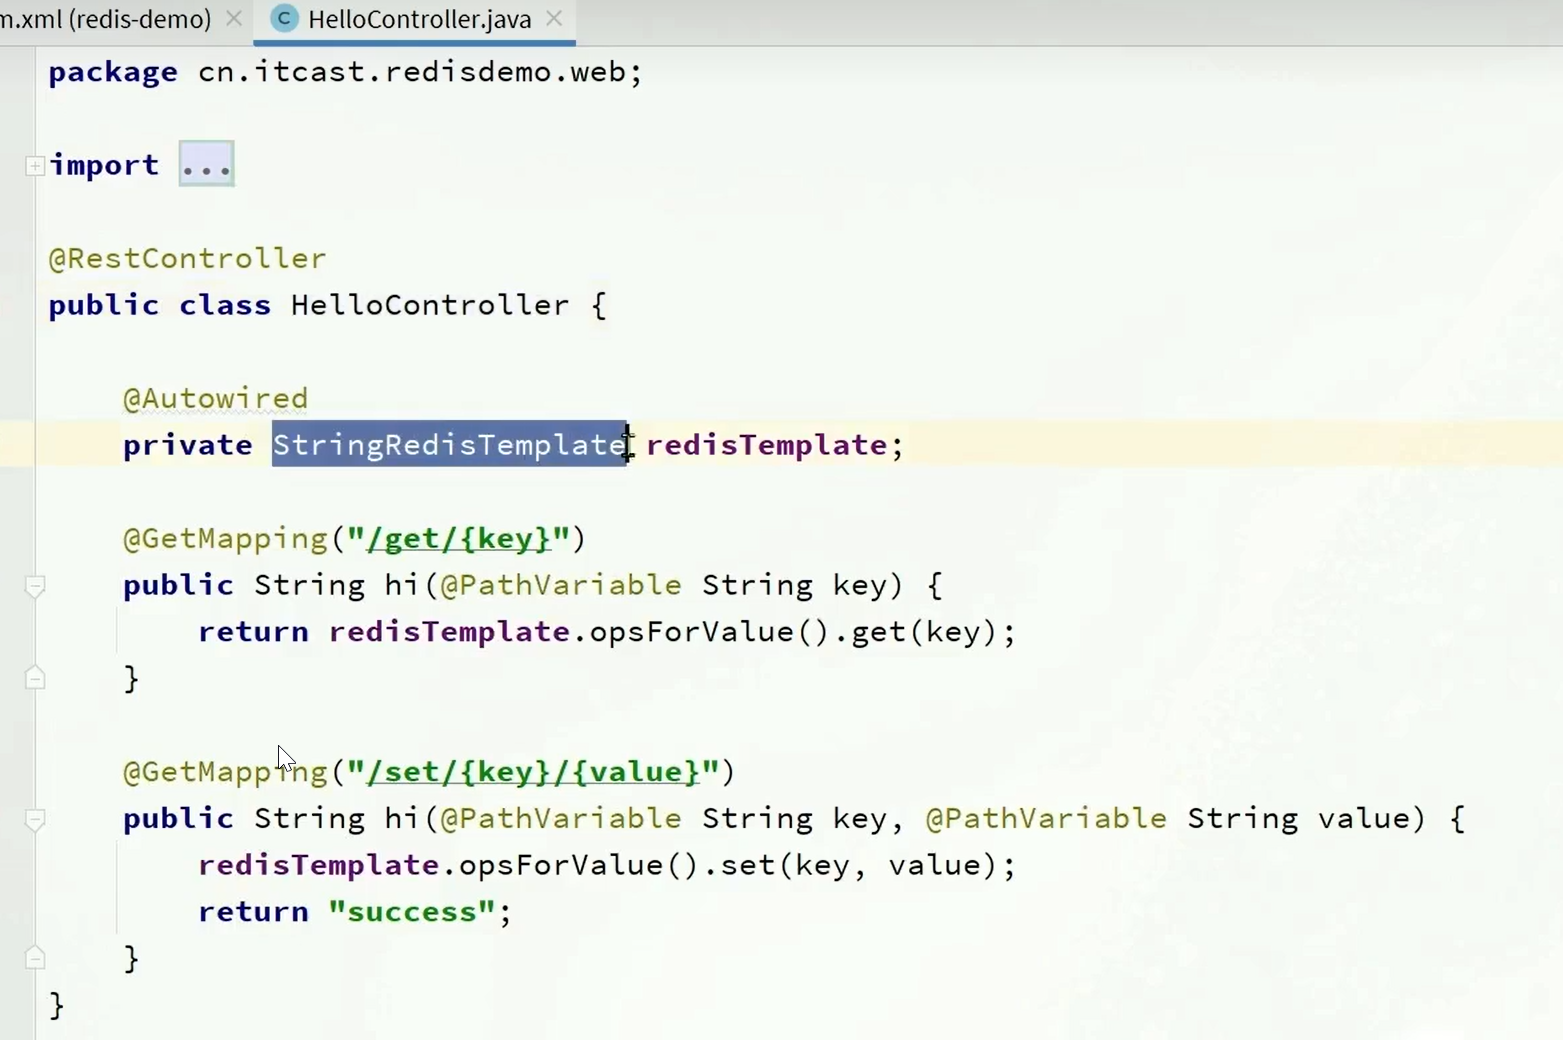 m.xml (redis-demo) HelloController.java
package cn.itcast.redisdemo.web;
import ...
@RestController
public class HelloController {
@Autowired
private StringRedisTemplate redisTemplate;
@GetMapping("/get/{key}")
public String hi(@PathVariable String key) {
return redisTemplate.opsForValue().get(key);
}
@GetMapping("/set/{key}/{value}")
public String hi(@PathVariable String key, @PathVariable String value) {
redisTemplate.opsForValue().set(key, value);
return "success";
}
}